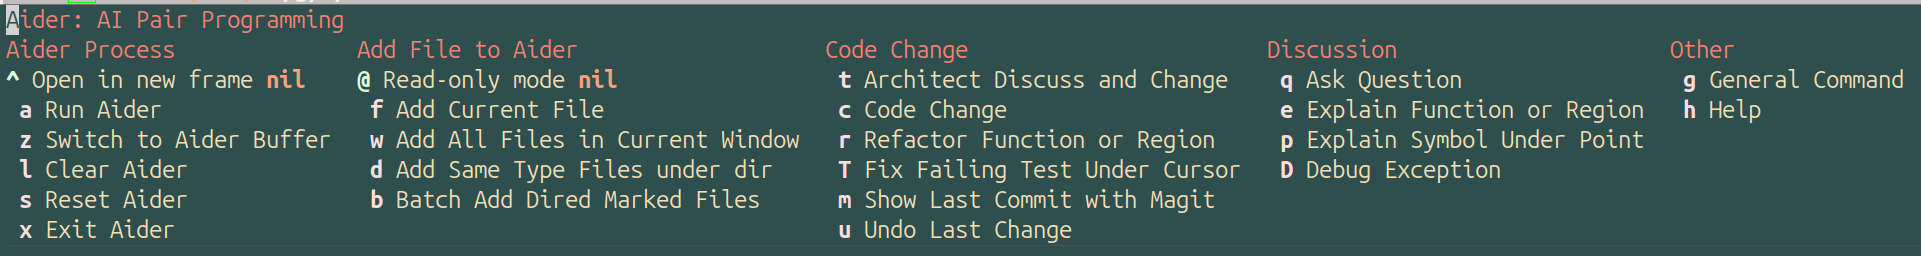 Aider: AI Pair Programming
Aider Process Add File to Aider Code Change Discussion Other
^ Open in new frame nil @ Read-only mode nil t Architect Discuss and Change q Ask Question g General Command
a Run Aider f Add Current File c Code Change e Explain Function or Region h Help
z Switch to Aider Buffer w Add All Files in Current Window r Refactor Function or Region p Explain Symbol Under Point
l Clear Aider d Add Same Type Files under dir T Fix Failing Test Under Cursor D Debug Exception
s Reset Aider b Batch Add Dired Marked Files m Show Last Commit with Magit
x Exit Aider u Undo Last Change